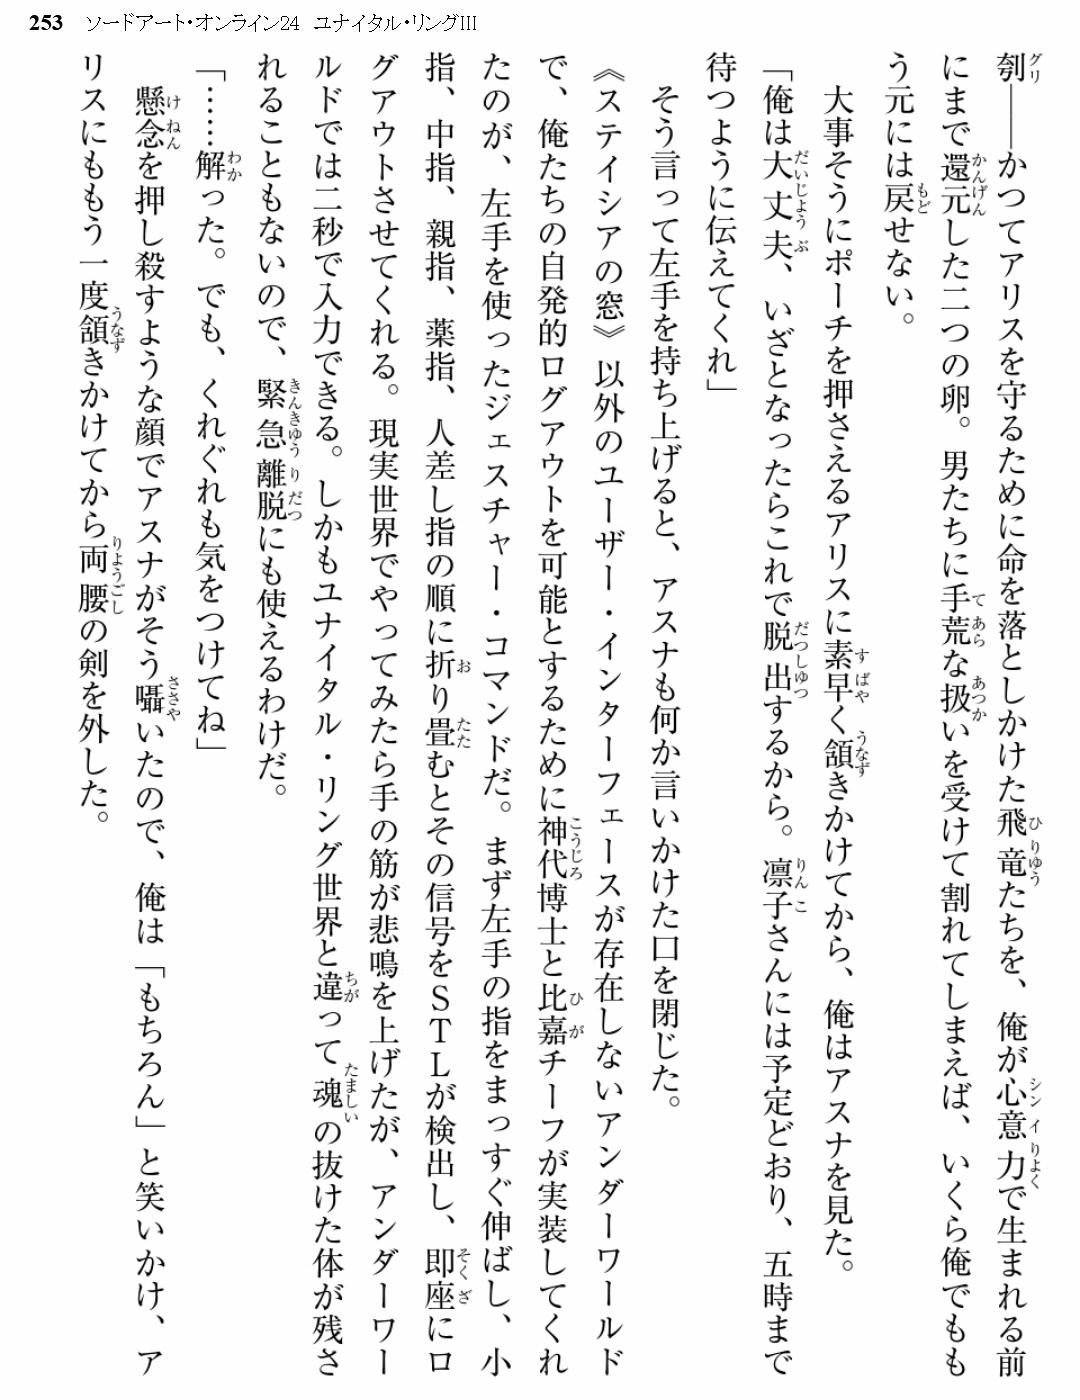 253 ソードアート・オンライン24 ユナイタル・リングIII
刳――かつてアリスを守るために命を落としかけた飛竜たちを、俺が心意力で生まれる前
にまで還元した二つの卵。男たちに手荒な扱いを受けて割れてしまえば、いくら俺でもも
う元には戻せない。
大事そうにポーチを押さえるアリスに素早く頷きかけてから、俺はアスナを見た。
「俺は大丈夫、いざとなったらこれで脱出するから。凛子さんには予定どおり、五時まで
待つように伝えてくれ」
そう言って左手を持ち上げると、アスナも何か言いかけた口を閉じた。
《ステイシアの窓》以外のユーザー・インターフェースが存在しないアンダーワールド
で、俺たちの自発的ログアウトを可能とするために神代博士と比嘉チーフが実装してくれ
たのが、左手を使ったジェスチャー・コマンドだ。まず左手の指をまっすぐ伸ばし、小
指、中指、親指、薬指、人差し指の順に折り畳むとその信号をＳＴＬが検出し、即座にロ
グアウトさせてくれる。現実世界でやってみたら手の筋が悲鳴を上げたが、アンダーワー
ルドでは二秒で入力できる。しかもユナイタル・リング世界と違って魂の抜けた体が残さ
れることもないので、緊急離脱にも使えるわけだ。
「……解った。でも、くれぐれも気をつけてね」
懸念を押し殺すような顔でアスナがそう囁いたので、俺は「もちろん」と笑いかけ、ア
リスにももう一度頷きかけてから両腰の剣を外した。